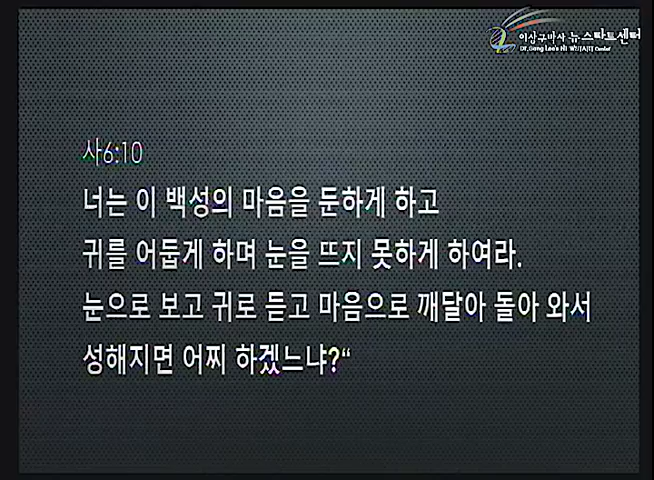 이상구박사 뉴스타트센터
사6:10
너는 이 백성의 마음을 둔하게 하고
귀를 어둡게 하며 눈을 뜨지 못하게 하여라.
눈으로 보고 귀로 듣고 마음으로 깨달아 돌아 와서
성해지면 어찌 하겠느냐?“